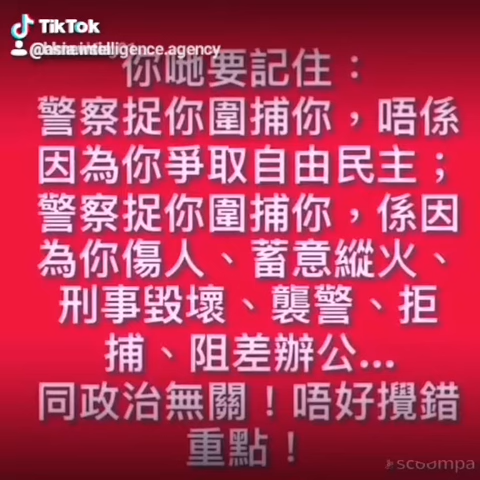 TikTok
@asia.intelligence.agency
你哋要記住：
警察捉你圍捕你，唔係
因為你爭取自由民主；
警察捉你圍捕你，係因
為你傷人、蓄意縱火、
刑事毀壞、襲警、拒
捕、阻差辦公...
同政治無關！唔好攪錯
重點！
scoompa